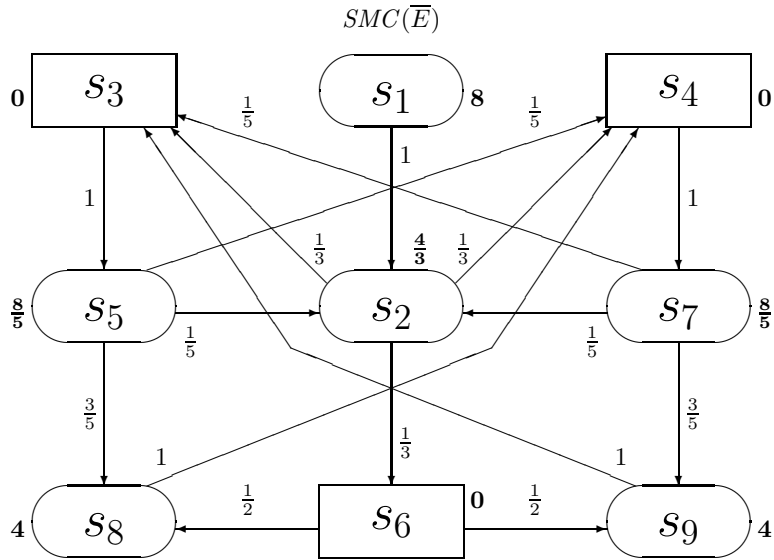 SMC(E̅)
0 s₃ s₁ 8 s₄ 0
1/5 1/5
1
1 1/3 4/3 1/3 1
8/5 s₅ s₂ s₇ 8/5
1/5 1/5
3/5 3/5
1 1/3 1
4 s₈ 1/2 s₆ 0 1/2 s₉ 4